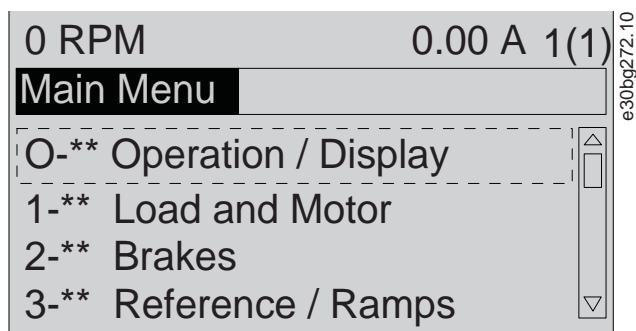 0 RPM 0.00 A 1(1)
Main Menu
O-** Operation / Display
1-** Load and Motor
2-** Brakes
3-** Reference / Ramps
e30bg272.10